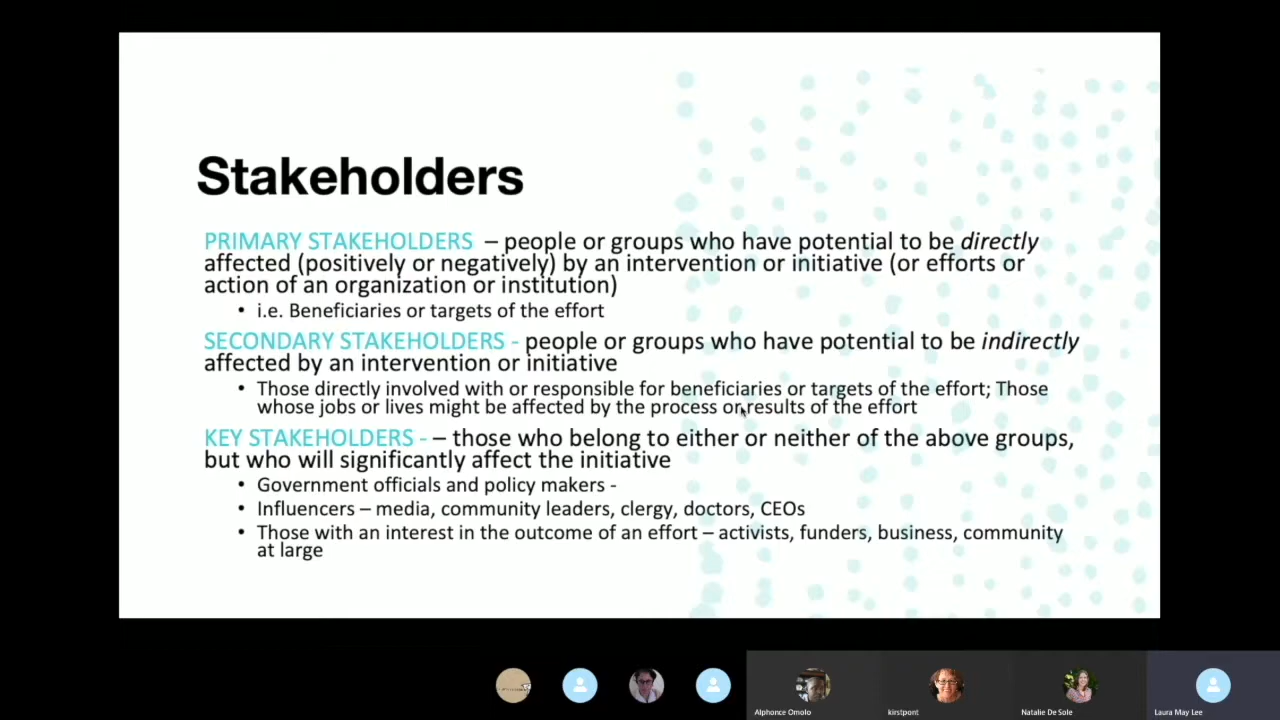 Stakeholders
PRIMARY STAKEHOLDERS – people or groups who have potential to be directly
affected (positively or negatively) by an intervention or initiative (or efforts or
action of an organization or institution)
• i.e. Beneficiaries or targets of the effort
SECONDARY STAKEHOLDERS - people or groups who have potential to be indirectly
affected by an intervention or initiative
• Those directly involved with or responsible for beneficiaries or targets of the effort; Those
whose jobs or lives might be affected by the process or results of the effort
KEY STAKEHOLDERS - – those who belong to either or neither of the above groups,
but who will significantly affect the initiative
• Government officials and policy makers -
• Influencers – media, community leaders, clergy, doctors, CEOs
• Those with an interest in the outcome of an effort – activists, funders, business, community
at large
Alphonce Omolo
kirstpont
Natalie De Sole
Laura May Lee